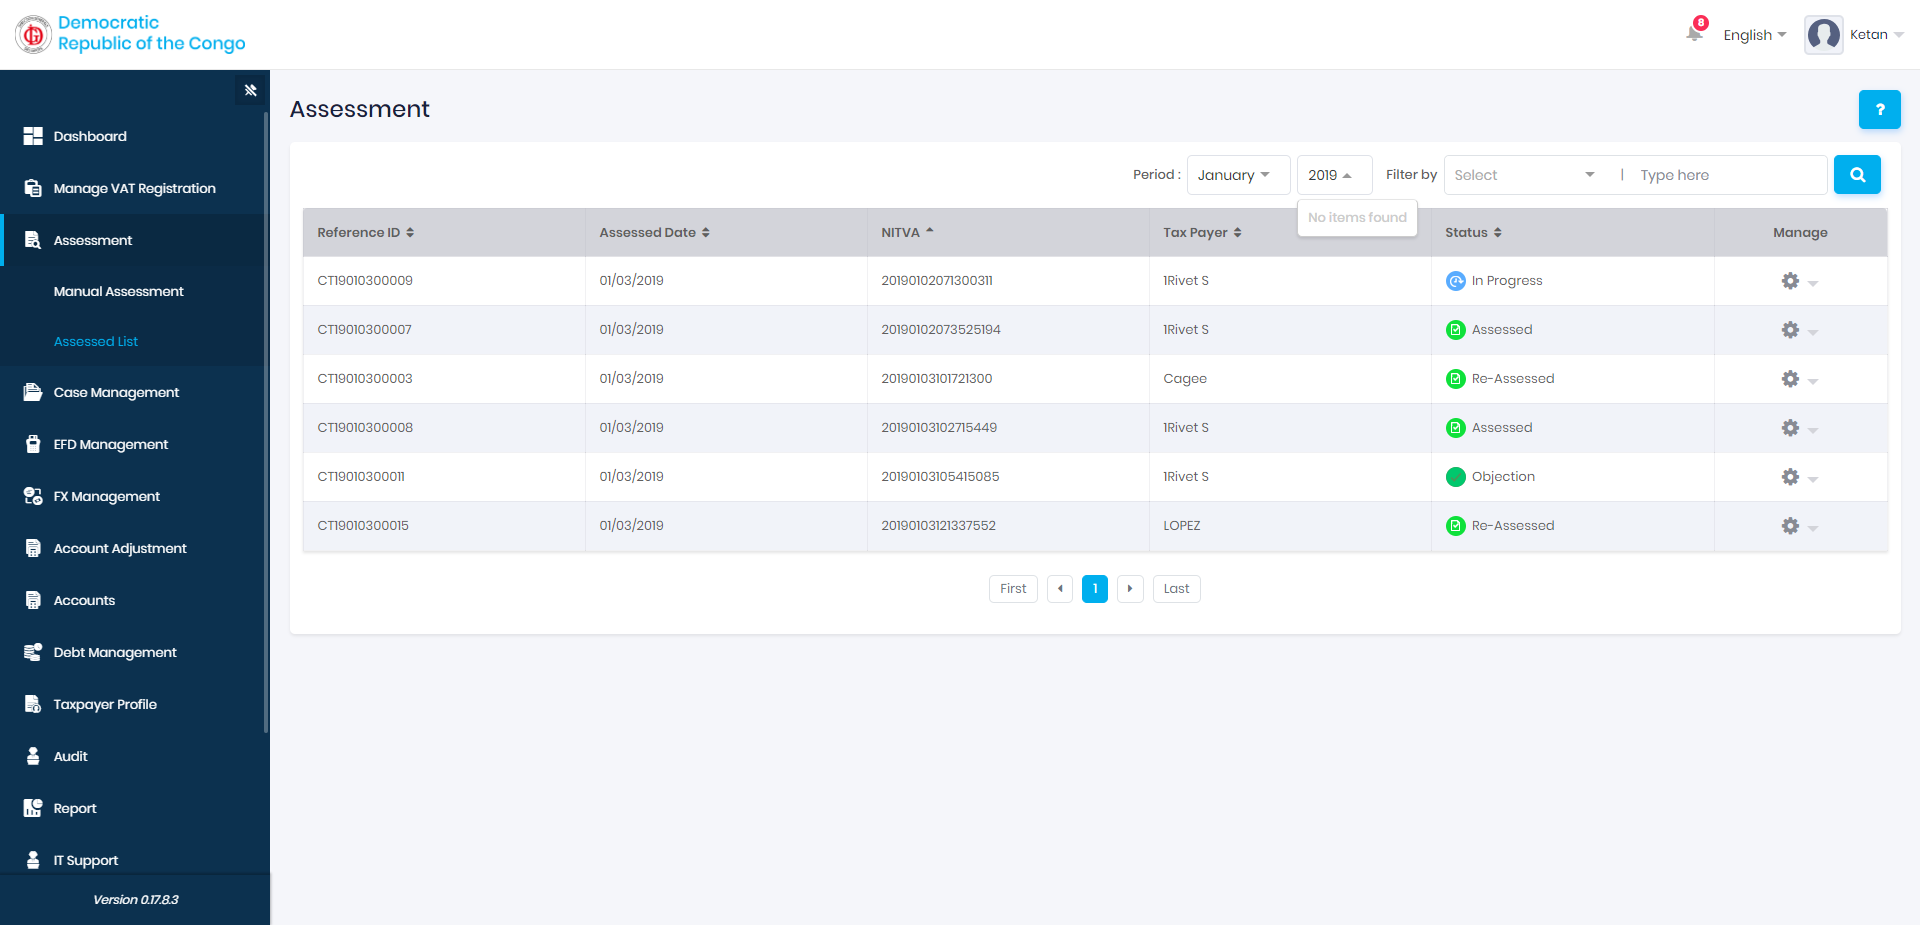 Democratic
Republic of the Congo
8
English
Ketan
Dashboard
Manage VAT Registration
Assessment
Manual Assessment
Assessed List
Case Management
EFD Management
FX Management
Account Adjustment
Accounts
Debt Management
Taxpayer Profile
Audit
Report
IT Support
Version 0.17.8.3
Assessment
?
Period : January 2019 Filter by Select | Type here
No items found
Reference ID Assessed Date NITVA Tax Payer Status Manage
CT19010300009 01/03/2019 20190102071300311 1Rivet S In Progress
CT19010300007 01/03/2019 20190102073525194 1Rivet S Assessed
CT19010300003 01/03/2019 20190103101721300 Cagee Re-Assessed
CT19010300008 01/03/2019 20190103102715449 1Rivet S Assessed
CT19010300011 01/03/2019 20190103105415085 1Rivet S Objection
CT19010300015 01/03/2019 20190103121337552 LOPEZ Re-Assessed
First 1 Last